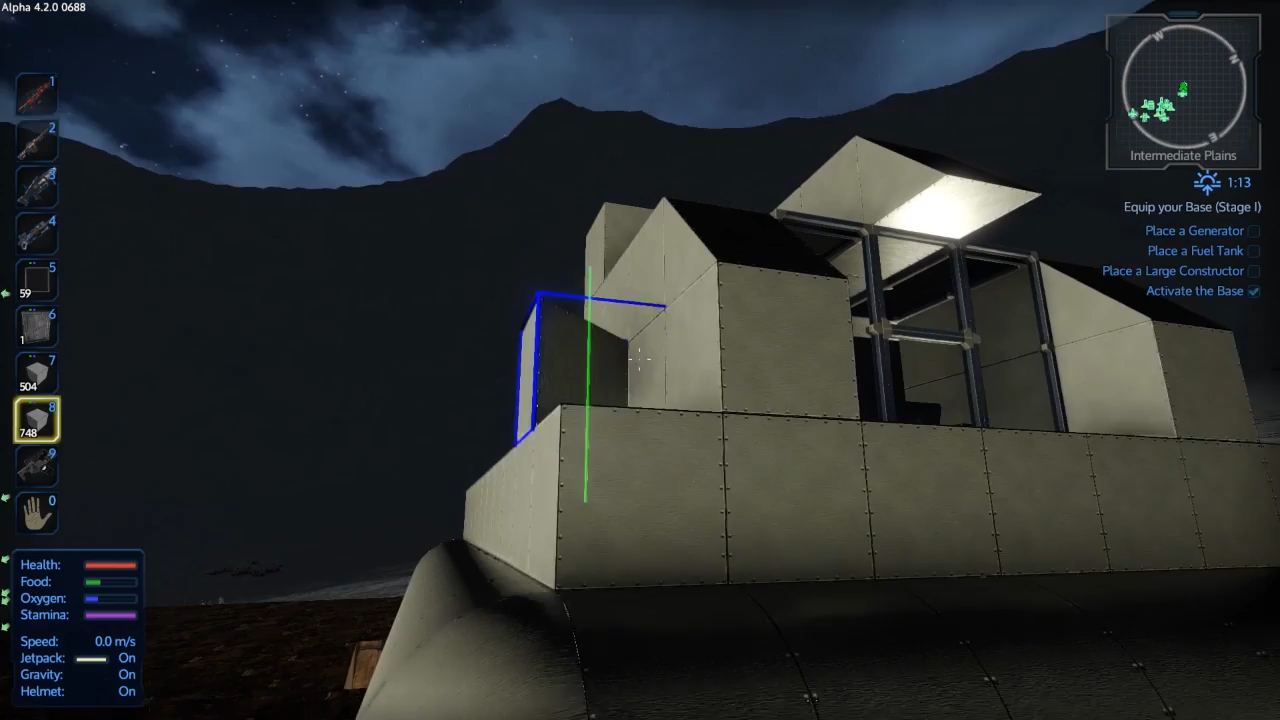 Alpha 4.2.0 0688
1
2
3
4
5
59
6
1
7
504
8
748
9
0
W
N
E
Intermediate Plains
1:13
Equip your Base (Stage I)
Place a Generator
Place a Fuel Tank
Place a Large Constructor
Activate the Base
Health:
Food:
Oxygen:
Stamina:
Speed: 0.0 m/s
Jetpack: On
Gravity: On
Helmet: On